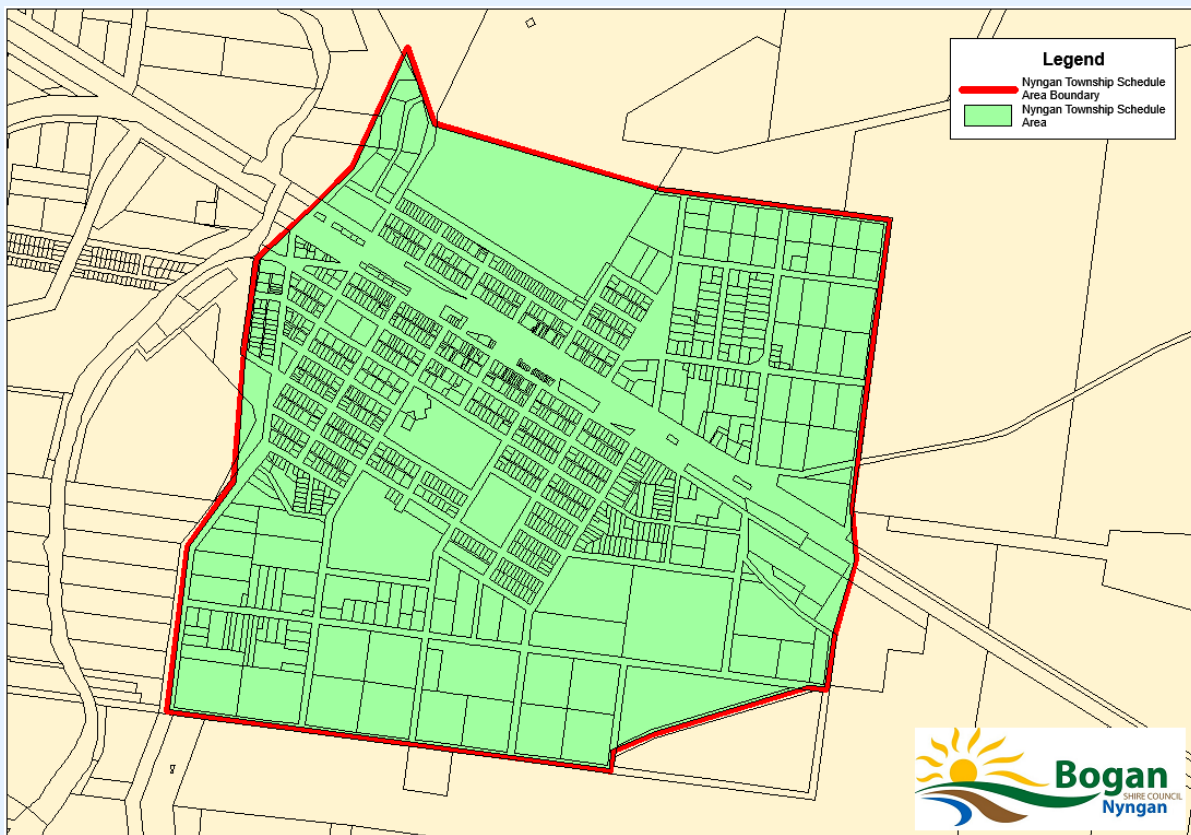 Legend
Nyngan Township Schedule
Area Boundary
Nyngan Township Schedule
Area
Bogan
SHIRE COUNCIL
Nyngan